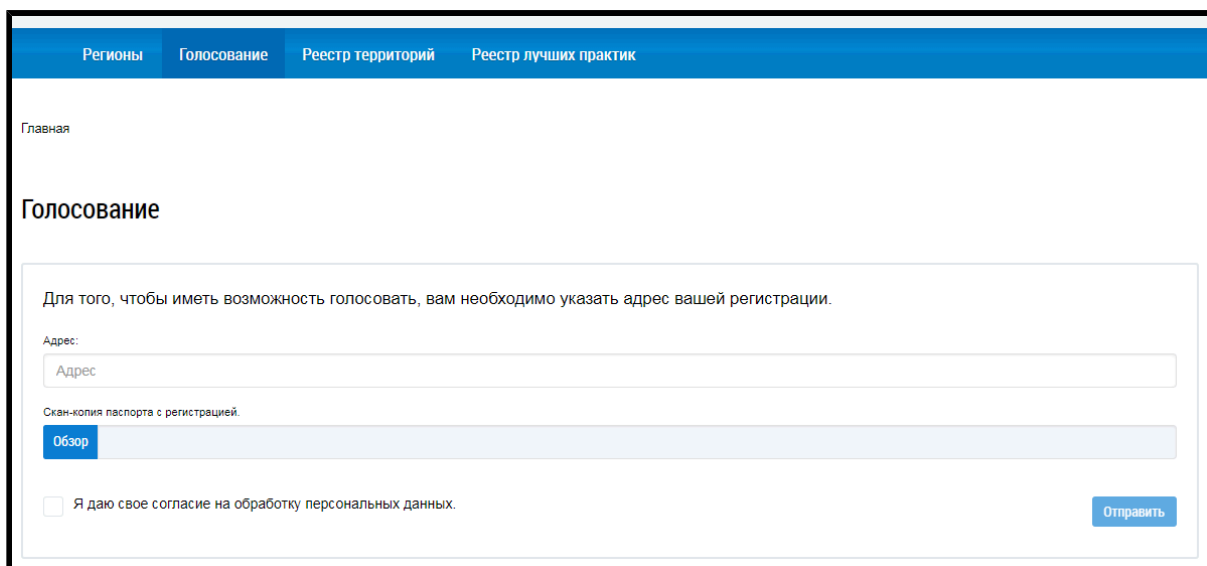 Регионы Голосование Реестр территорий Реестр лучших практик
Главная
Голосование
Для того, чтобы иметь возможность голосовать, вам необходимо указать адрес вашей регистрации.
Адрес:
Адрес
Скан-копия паспорта с регистрацией.
Обзор
Я даю свое согласие на обработку персональных данных.
Отправить